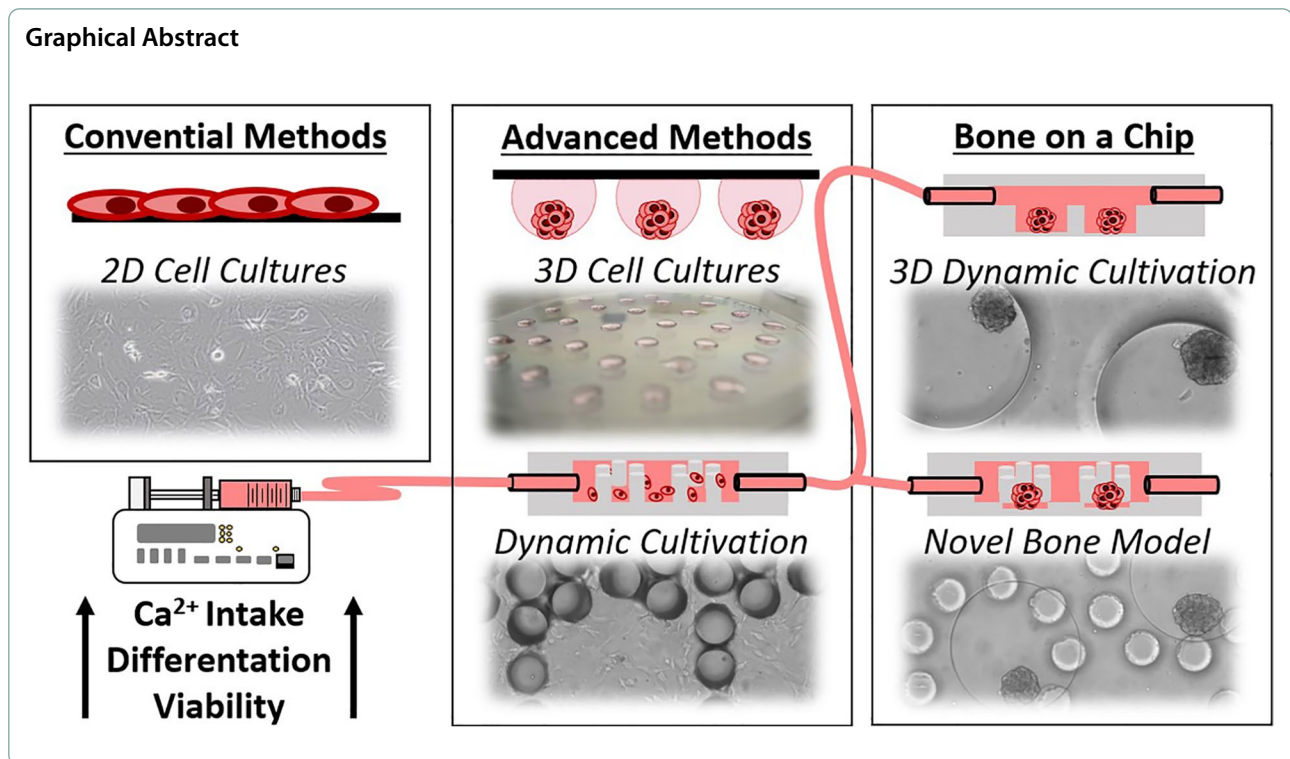 Graphical Abstract
Convential Methods
2D Cell Cultures
Ca²⁺ Intake
Differentation
Viability
Advanced Methods
3D Cell Cultures
Dynamic Cultivation
Bone on a Chip
3D Dynamic Cultivation
Novel Bone Model